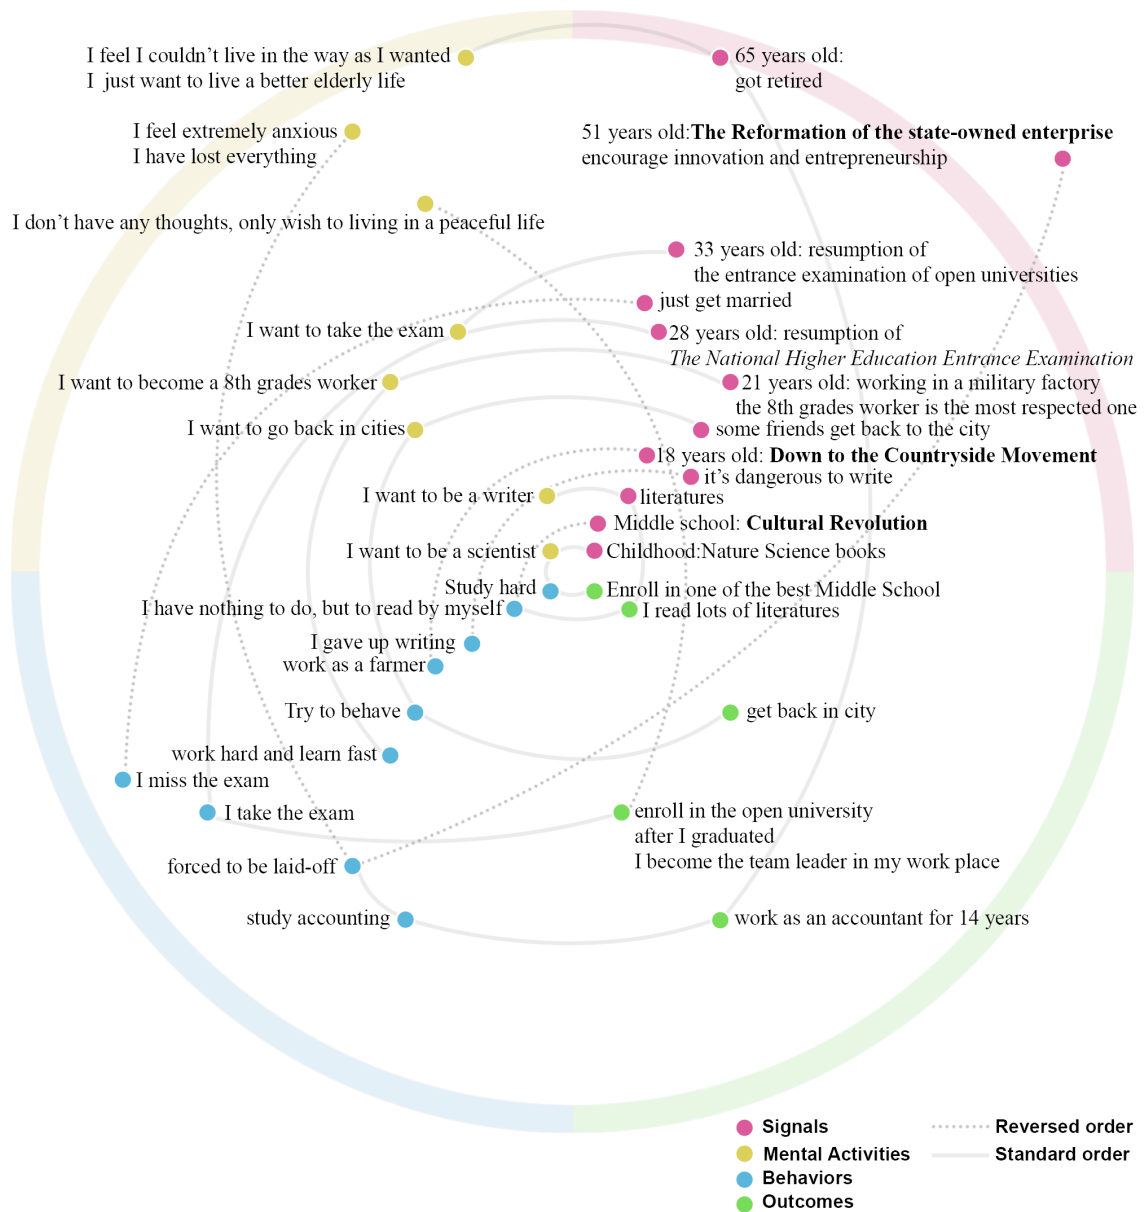 I feel I couldn't live in the way as I wanted
I just want to live a better elderly life
65 years old:
got retired
I feel extremely anxious
I have lost everything
51 years old:The Reformation of the state-owned enterprise
encourage innovation and entrepreneurship
I don't have any thoughts, only wish to living in a peaceful life
33 years old: resumption of
the entrance examination of open universities
just get married
I want to take the exam
28 years old: resumption of
The National Higher Education Entrance Examination
I want to become a 8th grades worker
21 years old: working in a military factory
the 8th grades worker is the most respected one
I want to go back in cities
some friends get back to the city
18 years old: Down to the Countryside Movement
it's dangerous to write
I want to be a writer
literatures
Middle school: Cultural Revolution
I want to be a scientist
Childhood:Nature Science books
Study hard
Enroll in one of the best Middle School
I have nothing to do, but to read by myself
I read lots of literatures
I gave up writing
work as a farmer
Try to behave
get back in city
work hard and learn fast
I miss the exam
I take the exam
enroll in the open university
after I graduated
I become the team leader in my work place
forced to be laid-off
study accounting
work as an accountant for 14 years
Signals
Reversed order
Mental Activities
Standard order
Behaviors
Outcomes